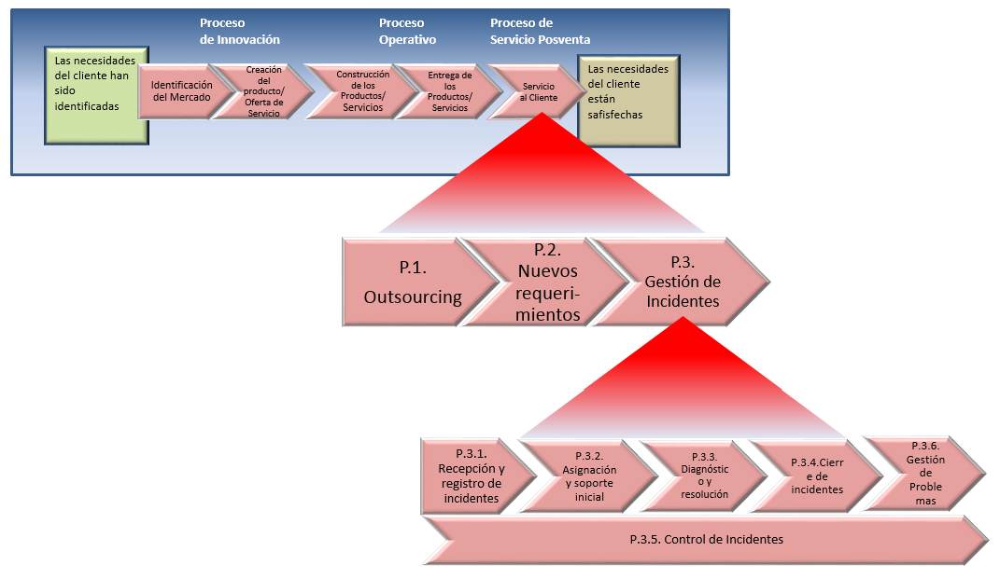 Proceso
de Innovación
Proceso
Operativo
Proceso de
Servicio Posventa
Las necesidades
del cliente han
sido
identificadas
Identificación
del Mercado
Creación
del
producto/
Oferta de
Servicio
Construcción
de los
Productos/
Servicios
Entrega de
los
Productos/
Servicios
Servicio
al Cliente
Las necesidades
del cliente
están
safisfechas
P.1.
Outsourcing
P.2.
Nuevos
requeri-
mientos
P.3.
Gestión de
Incidentes
P.3.1.
Recepción y
registro de
incidentes
P.3.2.
Asignación
y soporte
inicial
P.3.3.
Diagnóstic
o y
resolución
P.3.4.Cierr
e de
incidentes
P.3.6.
Gestión
de
Proble
mas
P.3.5. Control de Incidentes